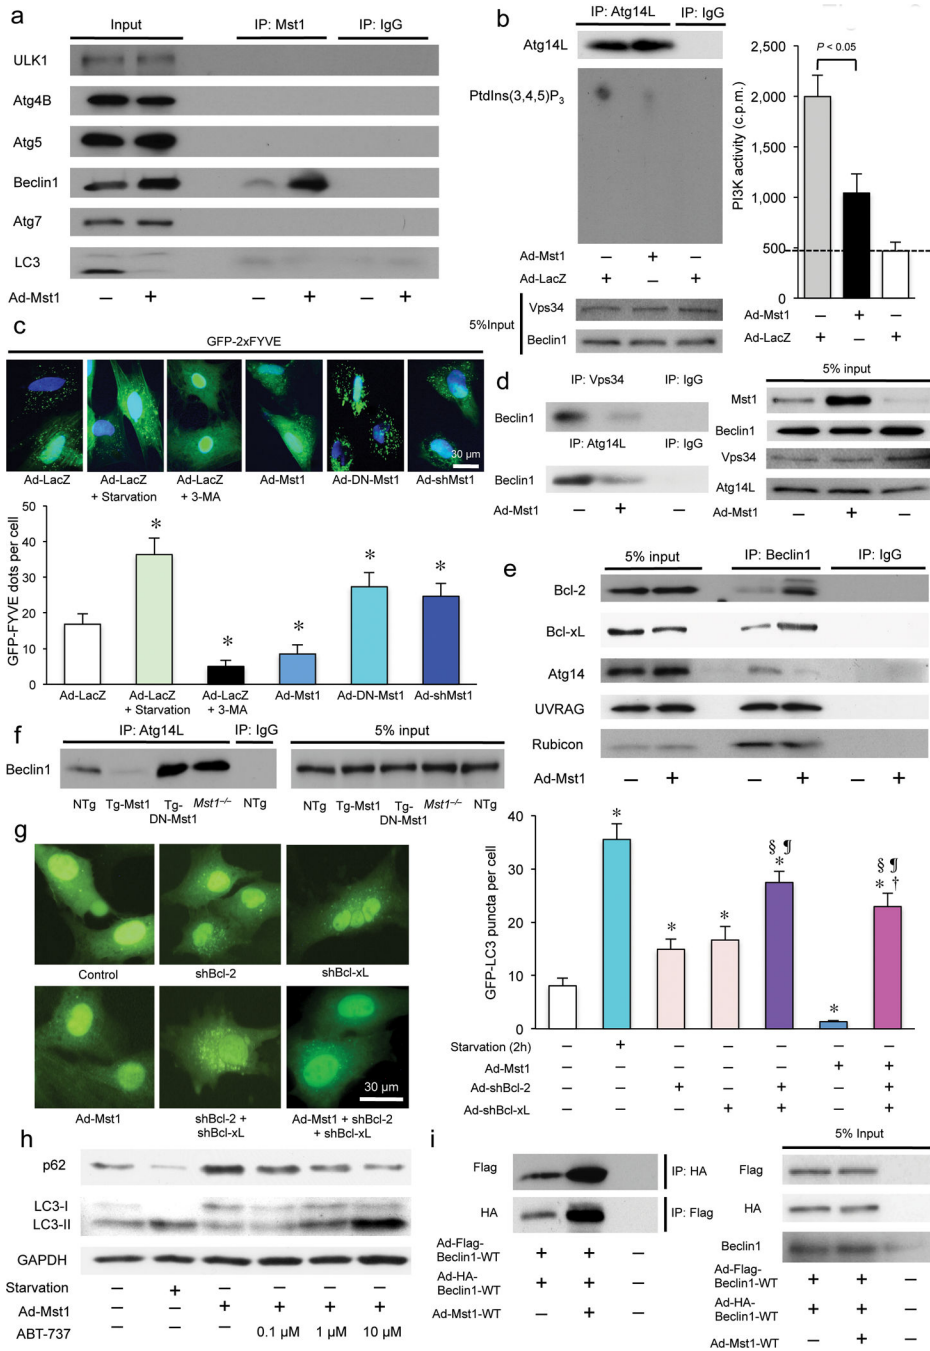 a
Input
IP: Mst1
IP: IgG
ULK1
Atg4B
Atg5
Beclin1
Atg7
LC3
Ad-Mst1 – + – + – +
b
IP: Atg14L
IP: IgG
Atg14L
PtdIns(3,4,5)P3
Ad-Mst1 – + –
Ad-LacZ + – +
5%Input
Vps34
Beclin1
P < 0.05
PI3K activity (c.p.m.)
2,500
2,000
1,500
1,000
500
0
Ad-Mst1 – + –
Ad-LacZ + – +
c
GFP-2xFYVE
30 µm
Ad-LacZ
Ad-LacZ + Starvation
Ad-LacZ + 3-MA
Ad-Mst1
Ad-DN-Mst1
Ad-shMst1
GFP-FYVE dots per cell
50
40
30
20
10
0
* * * * *
Ad-LacZ
Ad-LacZ + Starvation
Ad-LacZ + 3-MA
Ad-Mst1
Ad-DN-Mst1
Ad-shMst1
d
IP: Vps34
IP: IgG
Beclin1
IP: Atg14L
IP: IgG
Beclin1
Ad-Mst1 – + –
5% input
Mst1
Beclin1
Vps34
Atg14L
Ad-Mst1 – + –
e
5% input
IP: Beclin1
IP: IgG
Bcl-2
Bcl-xL
Atg14
UVRAG
Rubicon
Ad-Mst1 – + – + – +
f
IP: Atg14L
IP: IgG
5% input
Beclin1
NTg
Tg-Mst1
Tg-DN-Mst1
Mst1–/–
NTg
NTg
Tg-Mst1
Tg-DN-Mst1
Mst1–/–
NTg
g
Control
shBcl-2
shBcl-xL
30 µm
Ad-Mst1
shBcl-2 + shBcl-xL
Ad-Mst1 + shBcl-2 + shBcl-xL
GFP-LC3 puncta per cell
40
30
20
10
0
*
*
*
§ ¶
*
*
§ ¶
* †
Starvation (2h) – + – – – – –
Ad-Mst1 – – – – – + +
Ad-shBcl-2 – – + – + – +
Ad-shBcl-xL – – – + + – +
h
p62
LC3-I
LC3-II
GAPDH
Starvation – + – – – –
Ad-Mst1 – – + + + +
ABT-737 – – – 0.1 µM 1 µM 10 µM
i
Flag
IP: HA
HA
IP: Flag
Ad-Flag-Beclin1-WT + + –
Ad-HA-Beclin1-WT + + –
Ad-Mst1-WT – + –
5% Input
Flag
HA
Beclin1
Ad-Flag-Beclin1-WT + + –
Ad-HA-Beclin1-WT + + –
Ad-Mst1-WT – + –